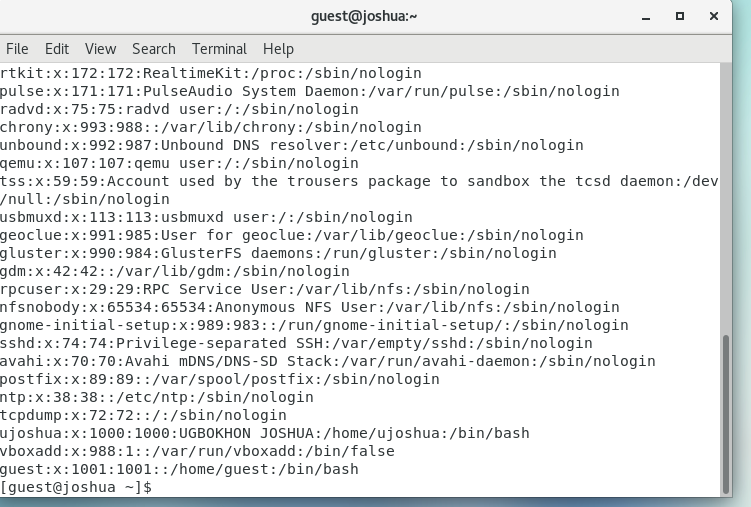 guest@joshua:~
File Edit View Search Terminal Help
rtkit:x:172:172:RealtimeKit:/proc:/sbin/nologin
pulse:x:171:171:PulseAudio System Daemon:/var/run/pulse:/sbin/nologin
radvd:x:75:75:radvd user:/:/sbin/nologin
chrony:x:993:988::/var/lib/chrony:/sbin/nologin
unbound:x:992:987:Unbound DNS resolver:/etc/unbound:/sbin/nologin
qemu:x:107:107:qemu user:/:/sbin/nologin
tss:x:59:59:Account used by the trousers package to sandbox the tcsd daemon:/dev
/null:/sbin/nologin
usbmuxd:x:113:113:usbmuxd user:/:/sbin/nologin
geoclue:x:991:985:User for geoclue:/var/lib/geoclue:/sbin/nologin
gluster:x:990:984:GlusterFS daemons:/run/gluster:/sbin/nologin
gdm:x:42:42::/var/lib/gdm:/sbin/nologin
rpcuser:x:29:29:RPC Service User:/var/lib/nfs:/sbin/nologin
nfsnobody:x:65534:65534:Anonymous NFS User:/var/lib/nfs:/sbin/nologin
gnome-initial-setup:x:989:983::/run/gnome-initial-setup/:/sbin/nologin
sshd:x:74:74:Privilege-separated SSH:/var/empty/sshd:/sbin/nologin
avahi:x:70:70:Avahi mDNS/DNS-SD Stack:/var/run/avahi-daemon:/sbin/nologin
postfix:x:89:89::/var/spool/postfix:/sbin/nologin
ntp:x:38:38::/etc/ntp:/sbin/nologin
tcpdump:x:72:72::/:/sbin/nologin
ujoshua:x:1000:1000:UGBOKHON JOSHUA:/home/ujoshua:/bin/bash
vboxadd:x:988:1::/var/run/vboxadd:/bin/false
guest:x:1001:1001::/home/guest:/bin/bash
[guest@joshua ~]$